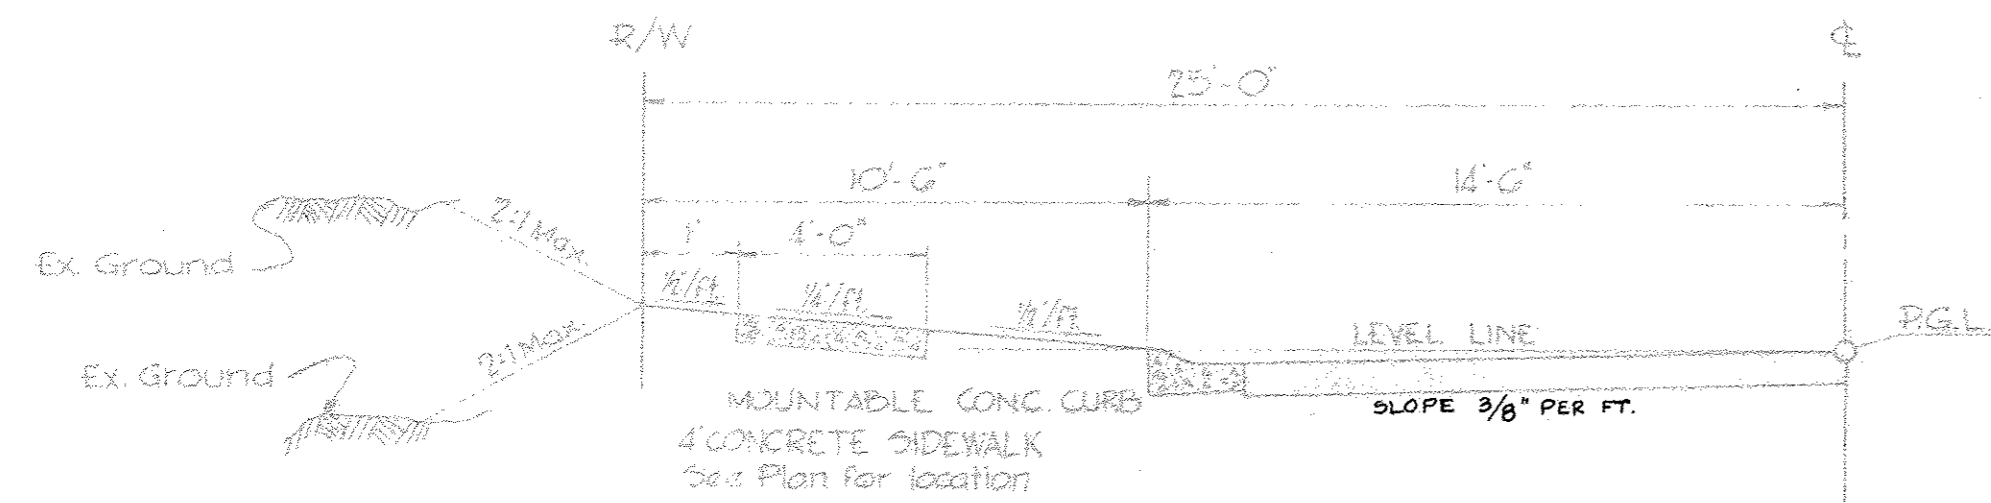 R/W
℄
25'-0"
10'-6"
14'-6"
1'
4'-0"
2:1 Max.
Ex. Ground
1/2"/Ft.
1/4"/Ft.
1/2"/Ft.
P.G.L.
LEVEL LINE
2:1 Max.
Ex. Ground
MOUNTABLE CONC. CURB
SLOPE 3/8" PER FT.
4' CONCRETE SIDEWALK
See Plan for location